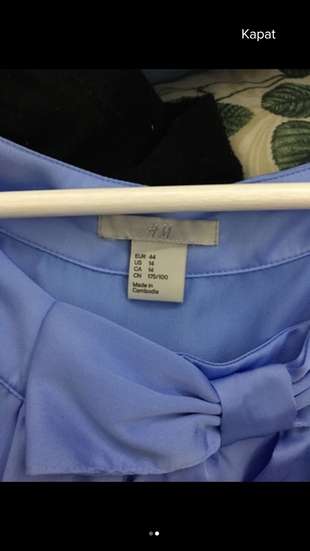 Kapat
H&M
EUR 44
US 14
CA 14
CN 175/100
Made in
Cambodia